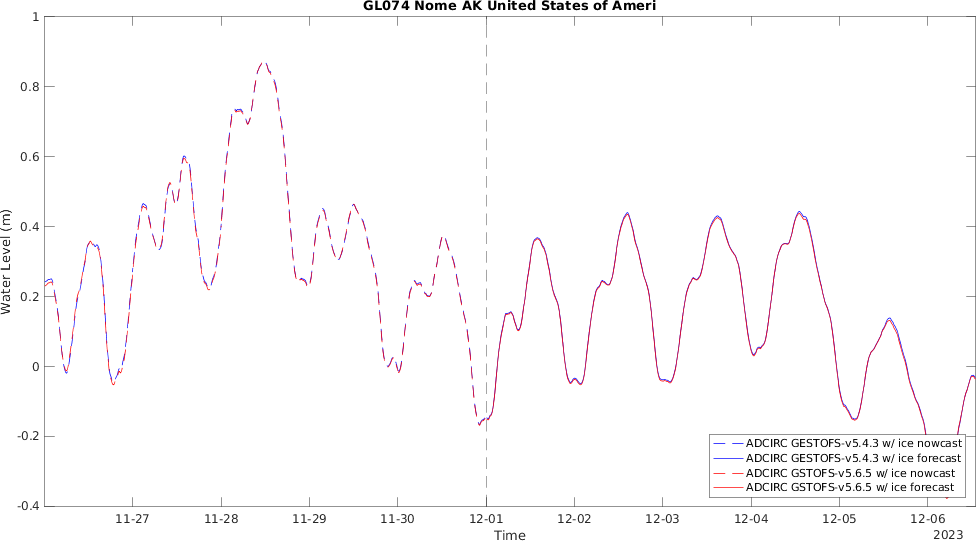 GL074 Nome AK United States of Ameri
Water Level (m)
1
0.8
0.6
0.4
0.2
0
-0.2
-0.4
ADCIRC GESTOFS-v5.4.3 w/ ice nowcast
ADCIRC GESTOFS-v5.4.3 w/ ice forecast
ADCIRC GSTOFS-v5.6.5 w/ ice nowcast
ADCIRC GSTOFS-v5.6.5 w/ ice forecast
11-27 11-28 11-29 11-30 12-01 12-02 12-03 12-04 12-05 12-06
Time
2023